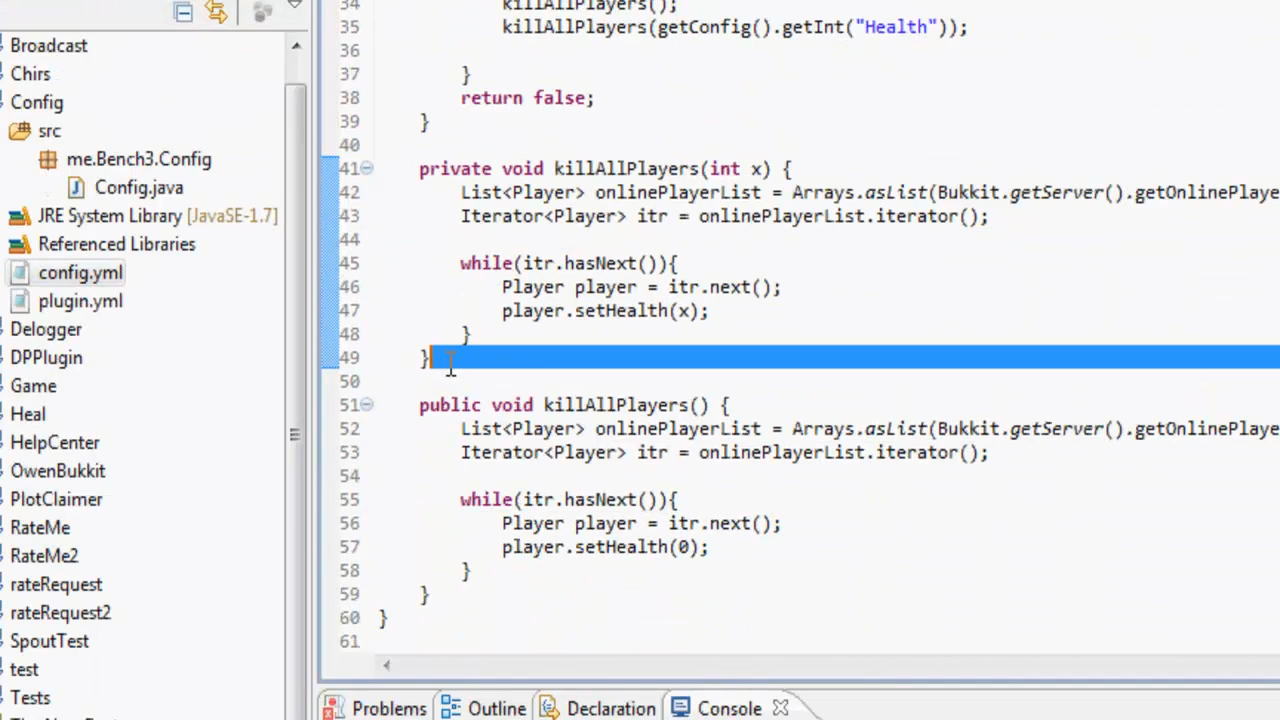 Broadcast
Chirs
Config
src
me.Bench3.Config
Config.java
JRE System Library [JavaSE-1.7]
Referenced Libraries
config.yml
plugin.yml
Delogger
DPPlugin
Game
Heal
HelpCenter
OwenBukkit
PlotClaimer
RateMe
RateMe2
rateRequest
rateRequest2
SpoutTest
test
Tests
34 killAllPlayers();
35 killAllPlayers(getConfig().getInt("Health"));
36
37 }
38 return false;
39 }
40
41 private void killAllPlayers(int x) {
42 List<Player> onlinePlayerList = Arrays.asList(Bukkit.getServer().getOnlinePlaye
43 Iterator<Player> itr = onlinePlayerList.iterator();
44
45 while(itr.hasNext()){
46 Player player = itr.next();
47 player.setHealth(x);
48 }
49 }
50
51 public void killAllPlayers() {
52 List<Player> onlinePlayerList = Arrays.asList(Bukkit.getServer().getOnlinePlaye
53 Iterator<Player> itr = onlinePlayerList.iterator();
54
55 while(itr.hasNext()){
56 Player player = itr.next();
57 player.setHealth(0);
58 }
59 }
60 }
61
Problems Outline Declaration Console